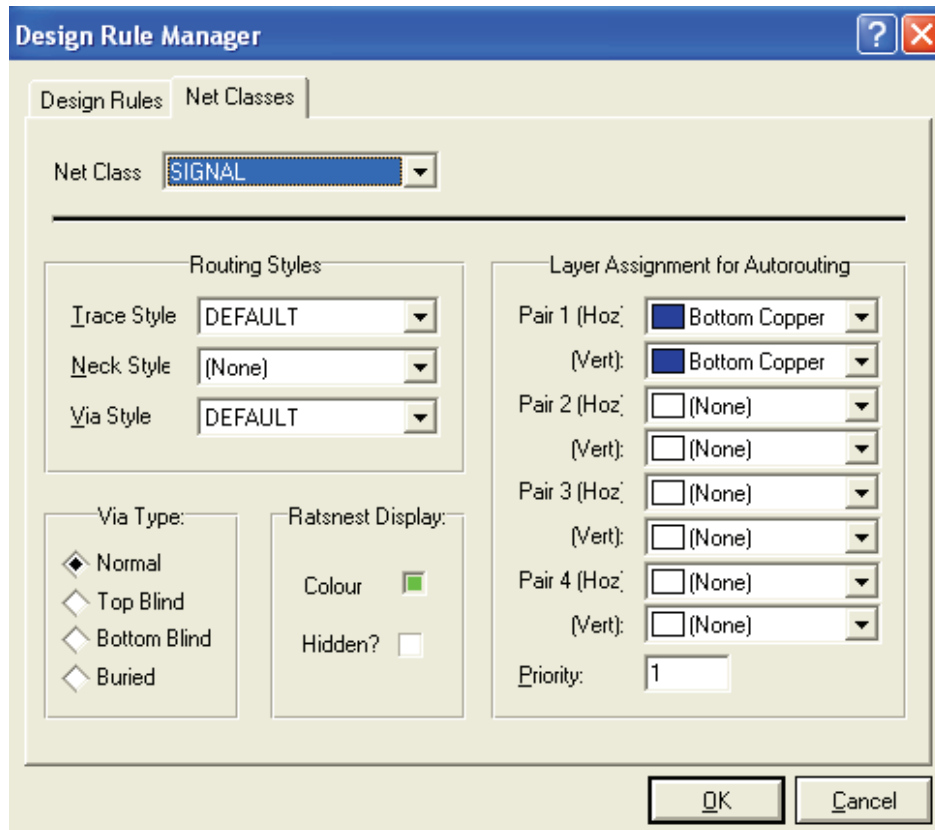 Design Rule Manager
Design Rules
Net Classes
Net Class
SIGNAL
Routing Styles
Trace Style
DEFAULT
Neck Style
(None)
Via Style
DEFAULT
Via Type:
Normal
Top Blind
Bottom Blind
Buried
Ratsnest Display:
Colour
Hidden?
Layer Assignment for Autorouting
Pair 1 (Hoz)
Bottom Copper
(Vert):
Bottom Copper
Pair 2 (Hoz)
(None)
(Vert):
(None)
Pair 3 (Hoz)
(None)
(Vert):
(None)
Pair 4 (Hoz)
(None)
(Vert):
(None)
Priority:
1
OK
Cancel